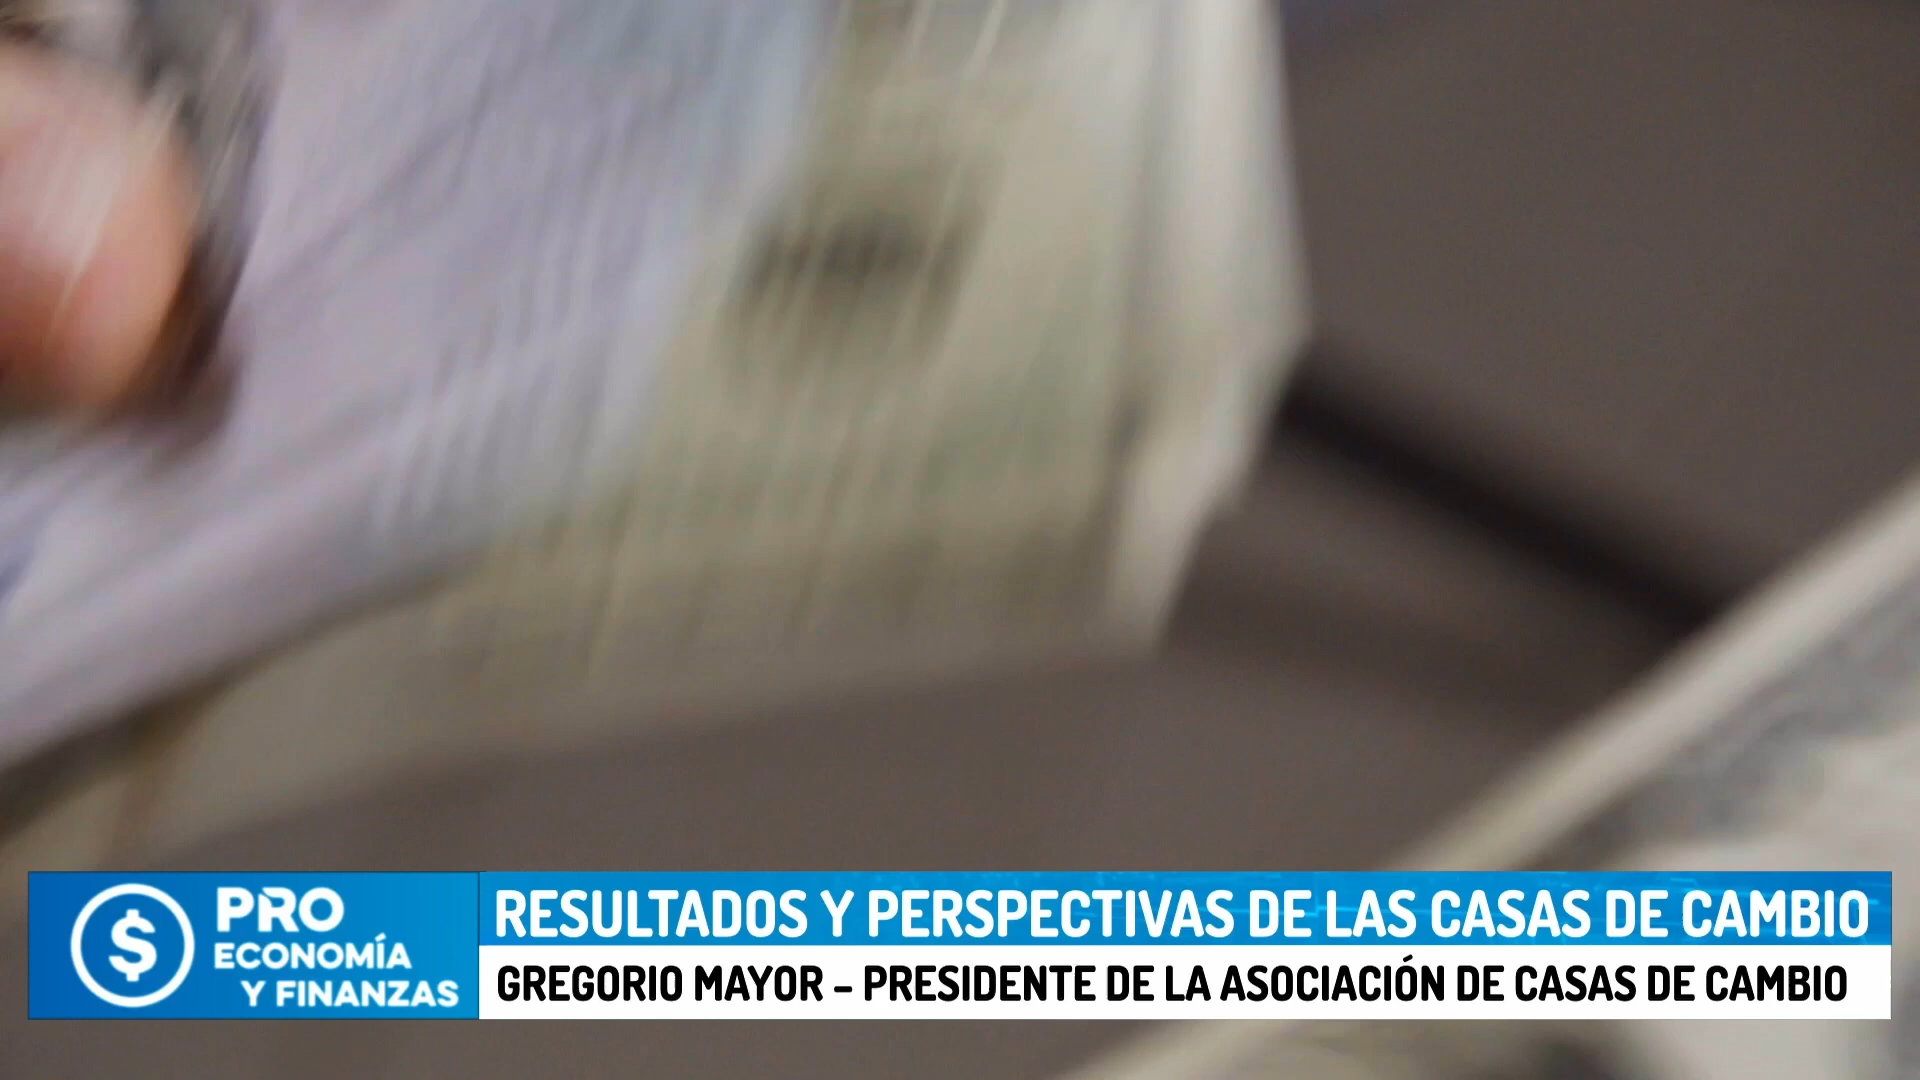 $
PRO
ECONOMÍA
Y FINANZAS
RESULTADOS Y PERSPECTIVAS DE LAS CASAS DE CAMBIO
GREGORIO MAYOR – PRESIDENTE DE LA ASOCIACIÓN DE CASAS DE CAMBIO